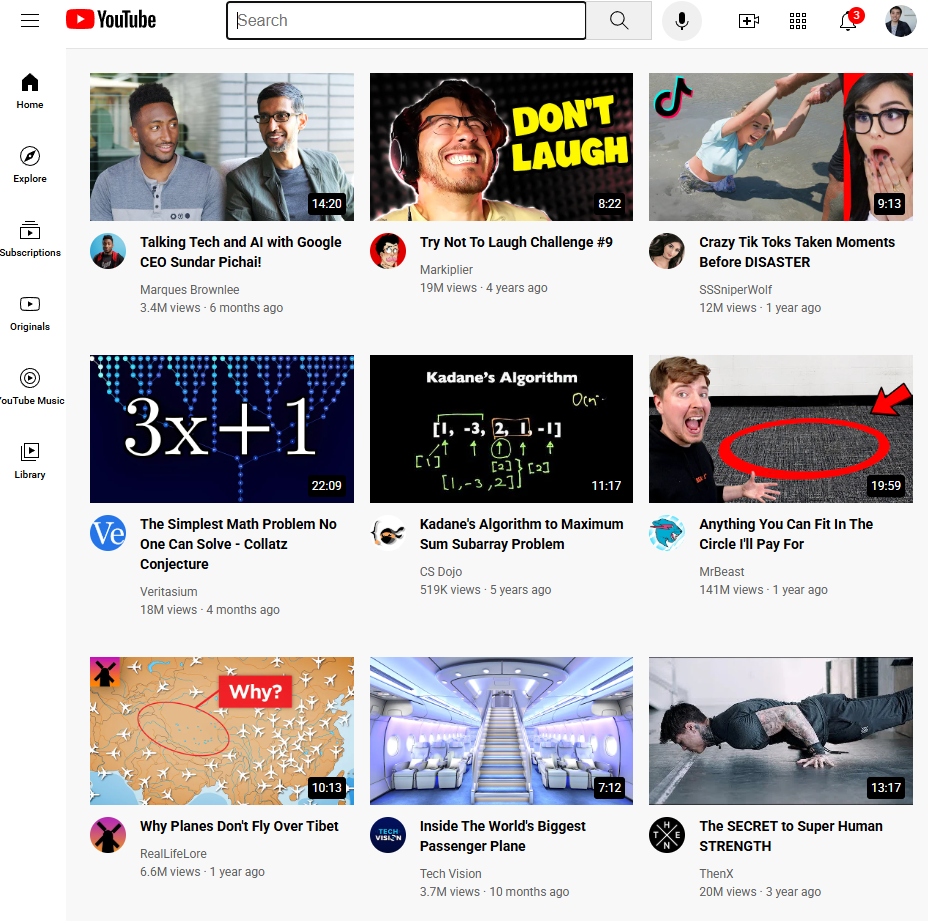 YouTube
Search
3
Home
Explore
Subscriptions
Originals
YouTube Music
Library
14:20
Talking Tech and AI with Google
CEO Sundar Pichai!
Marques Brownlee
3.4M views · 6 months ago
DON'T
LAUGH
8:22
Try Not To Laugh Challenge #9
Markiplier
19M views · 4 years ago
9:13
Crazy Tik Toks Taken Moments
Before DISASTER
SSSniperWolf
12M views · 1 year ago
3x+1
22:09
Ve
The Simplest Math Problem No
One Can Solve - Collatz
Conjecture
Veritasium
18M views · 4 months ago
Kadane's Algorithm
[1, -3, 2, 1, -1]
[1]
[2]
[2]
[1, -3, 2]
11:17
Kadane's Algorithm to Maximum
Sum Subarray Problem
CS Dojo
519K views · 5 years ago
19:59
Anything You Can Fit In The
Circle I'll Pay For
MrBeast
141M views · 1 year ago
Why?
10:13
Why Planes Don't Fly Over Tibet
RealLifeLore
6.6M views · 1 year ago
7:12
TECH
VISION
Inside The World's Biggest
Passenger Plane
Tech Vision
3.7M views · 10 months ago
13:17
H
T E
N
The SECRET to Super Human
STRENGTH
ThenX
20M views · 3 year ago